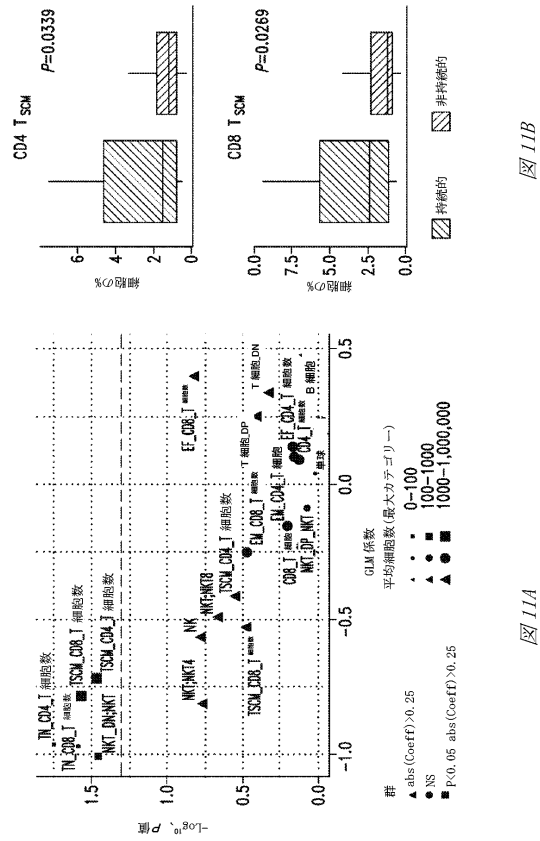 -Log¹⁰、P値
1.5
1.0
0.5
0.0
TN_CD4_T 細胞数
TN_CD8_T 細胞数
TSCM_CD8_T 細胞数
TSCM_CD4_T 細胞数
NKT_DN;NKT
NKT;NKT4
NK
NKT;NKT8
TSCM_CD4_T 細胞数
TSCM_CD8_T 細胞数
EF_CD8_T 細胞数
T 細胞_DP
T 細胞_DN
EM_CD8_T 細胞数
EM_CD4_T 細胞
EF_CD4_T 細胞数
CD4_T 細胞数
CD8_T 細胞
B 細胞
NKT_DP_NKT
単球
-1.0
-0.5
0.0
0.5
GLM 係数
群
▲ abs(Coeff)>0.25
● NS
■ P<0.05 abs(Coeff)>0.25
平均細胞数(最大カテゴリー)
0-100
100-1000
1000-1,000,000
図 11A
CD4 T SCM
P=0.0339
細胞の%
6
4
2
0
CD8 T SCM
P=0.0269
細胞の%
0.0
7.5
5.0
2.5
0.0
持続的
非持続的
図 11B